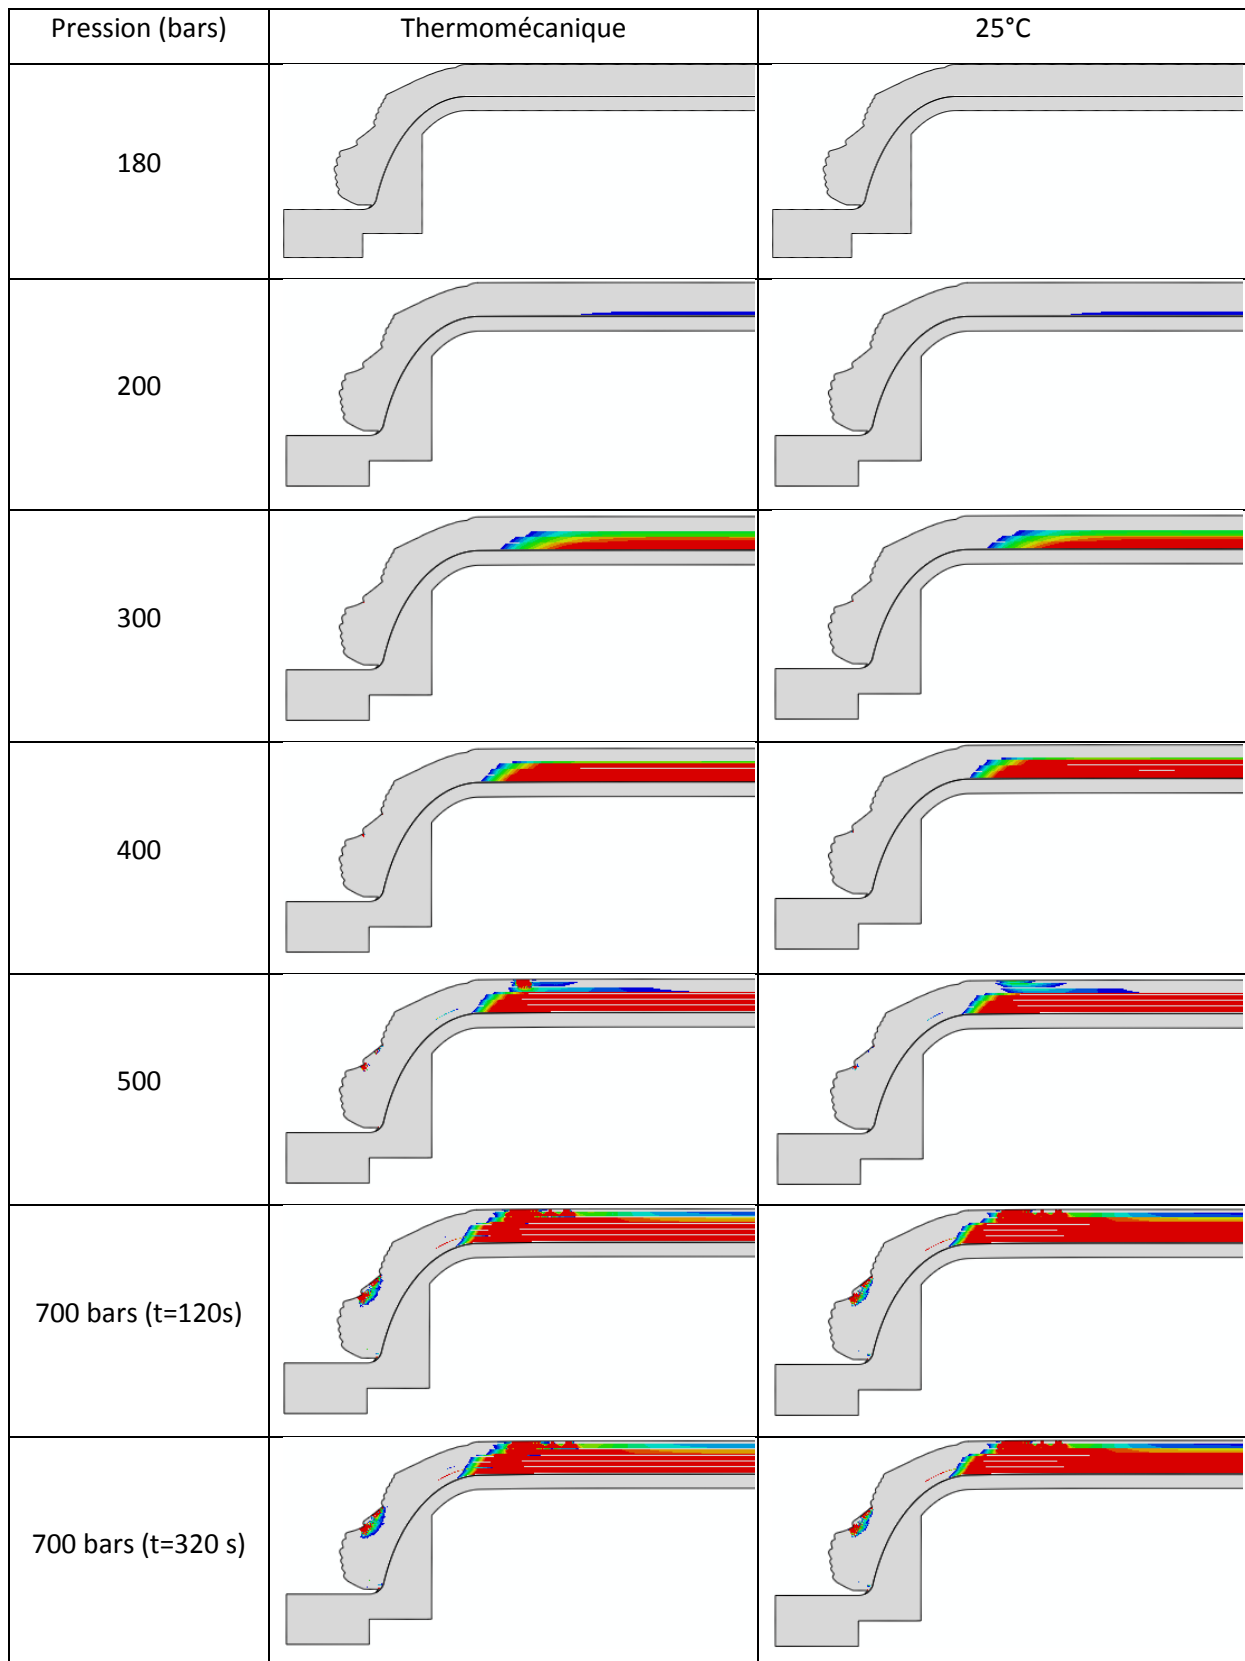 Pression (bars)
Thermomécanique
25°C
180
200
300
400
500
700 bars (t=120s)
700 bars (t=320 s)